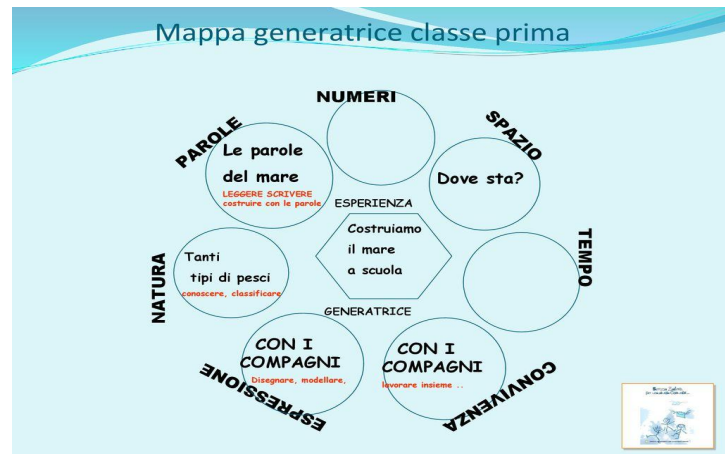 Mappa generatrice classe prima
NUMERI
SPAZIO
PAROLE
Le parole
del mare
LEGGERE SCRIVERE
costruire con le parole
Dove sta?
ESPERIENZA
Costruiamo
il mare
a scuola
TEMPO
NATURA
Tanti
tipi di pesci
conoscere, classificare
GENERATRICE
CON I
COMPAGNI
Disegnare, modellare,
ESPRESSIONE
CON I
COMPAGNI
lavorare insieme ..
CONVIVENZA